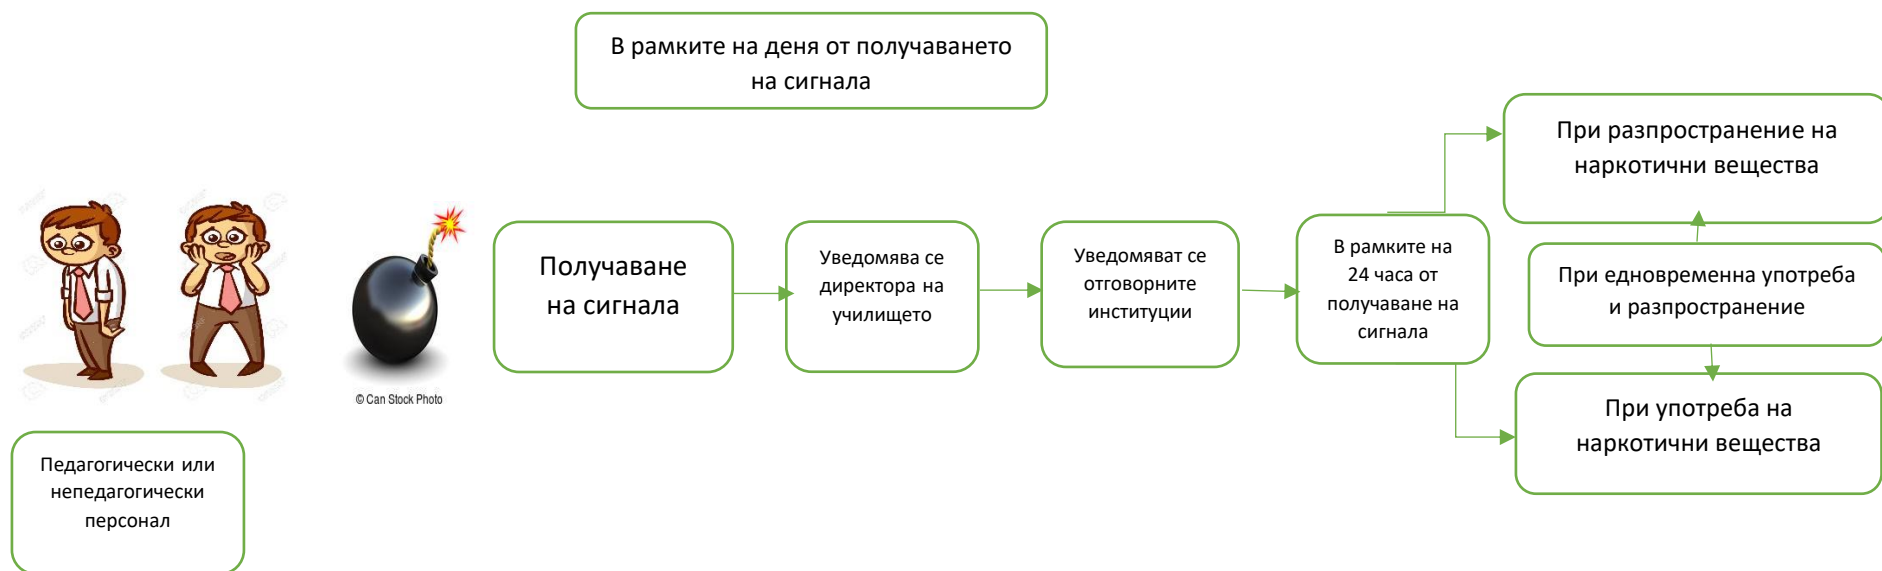 В рамките на деня от получаването
на сигнала
При разпространение на
наркотични вещества
Получаване
на сигнала
Уведомява се
директора на
училището
Уведомяват се
отговорните
институции
В рамките на
24 часа от
получаване на
сигнала
При едновременна употреба
и разпространение
При употреба на
наркотични вещества
© Can Stock Photo
Педагогически или
непедагогически
персонал